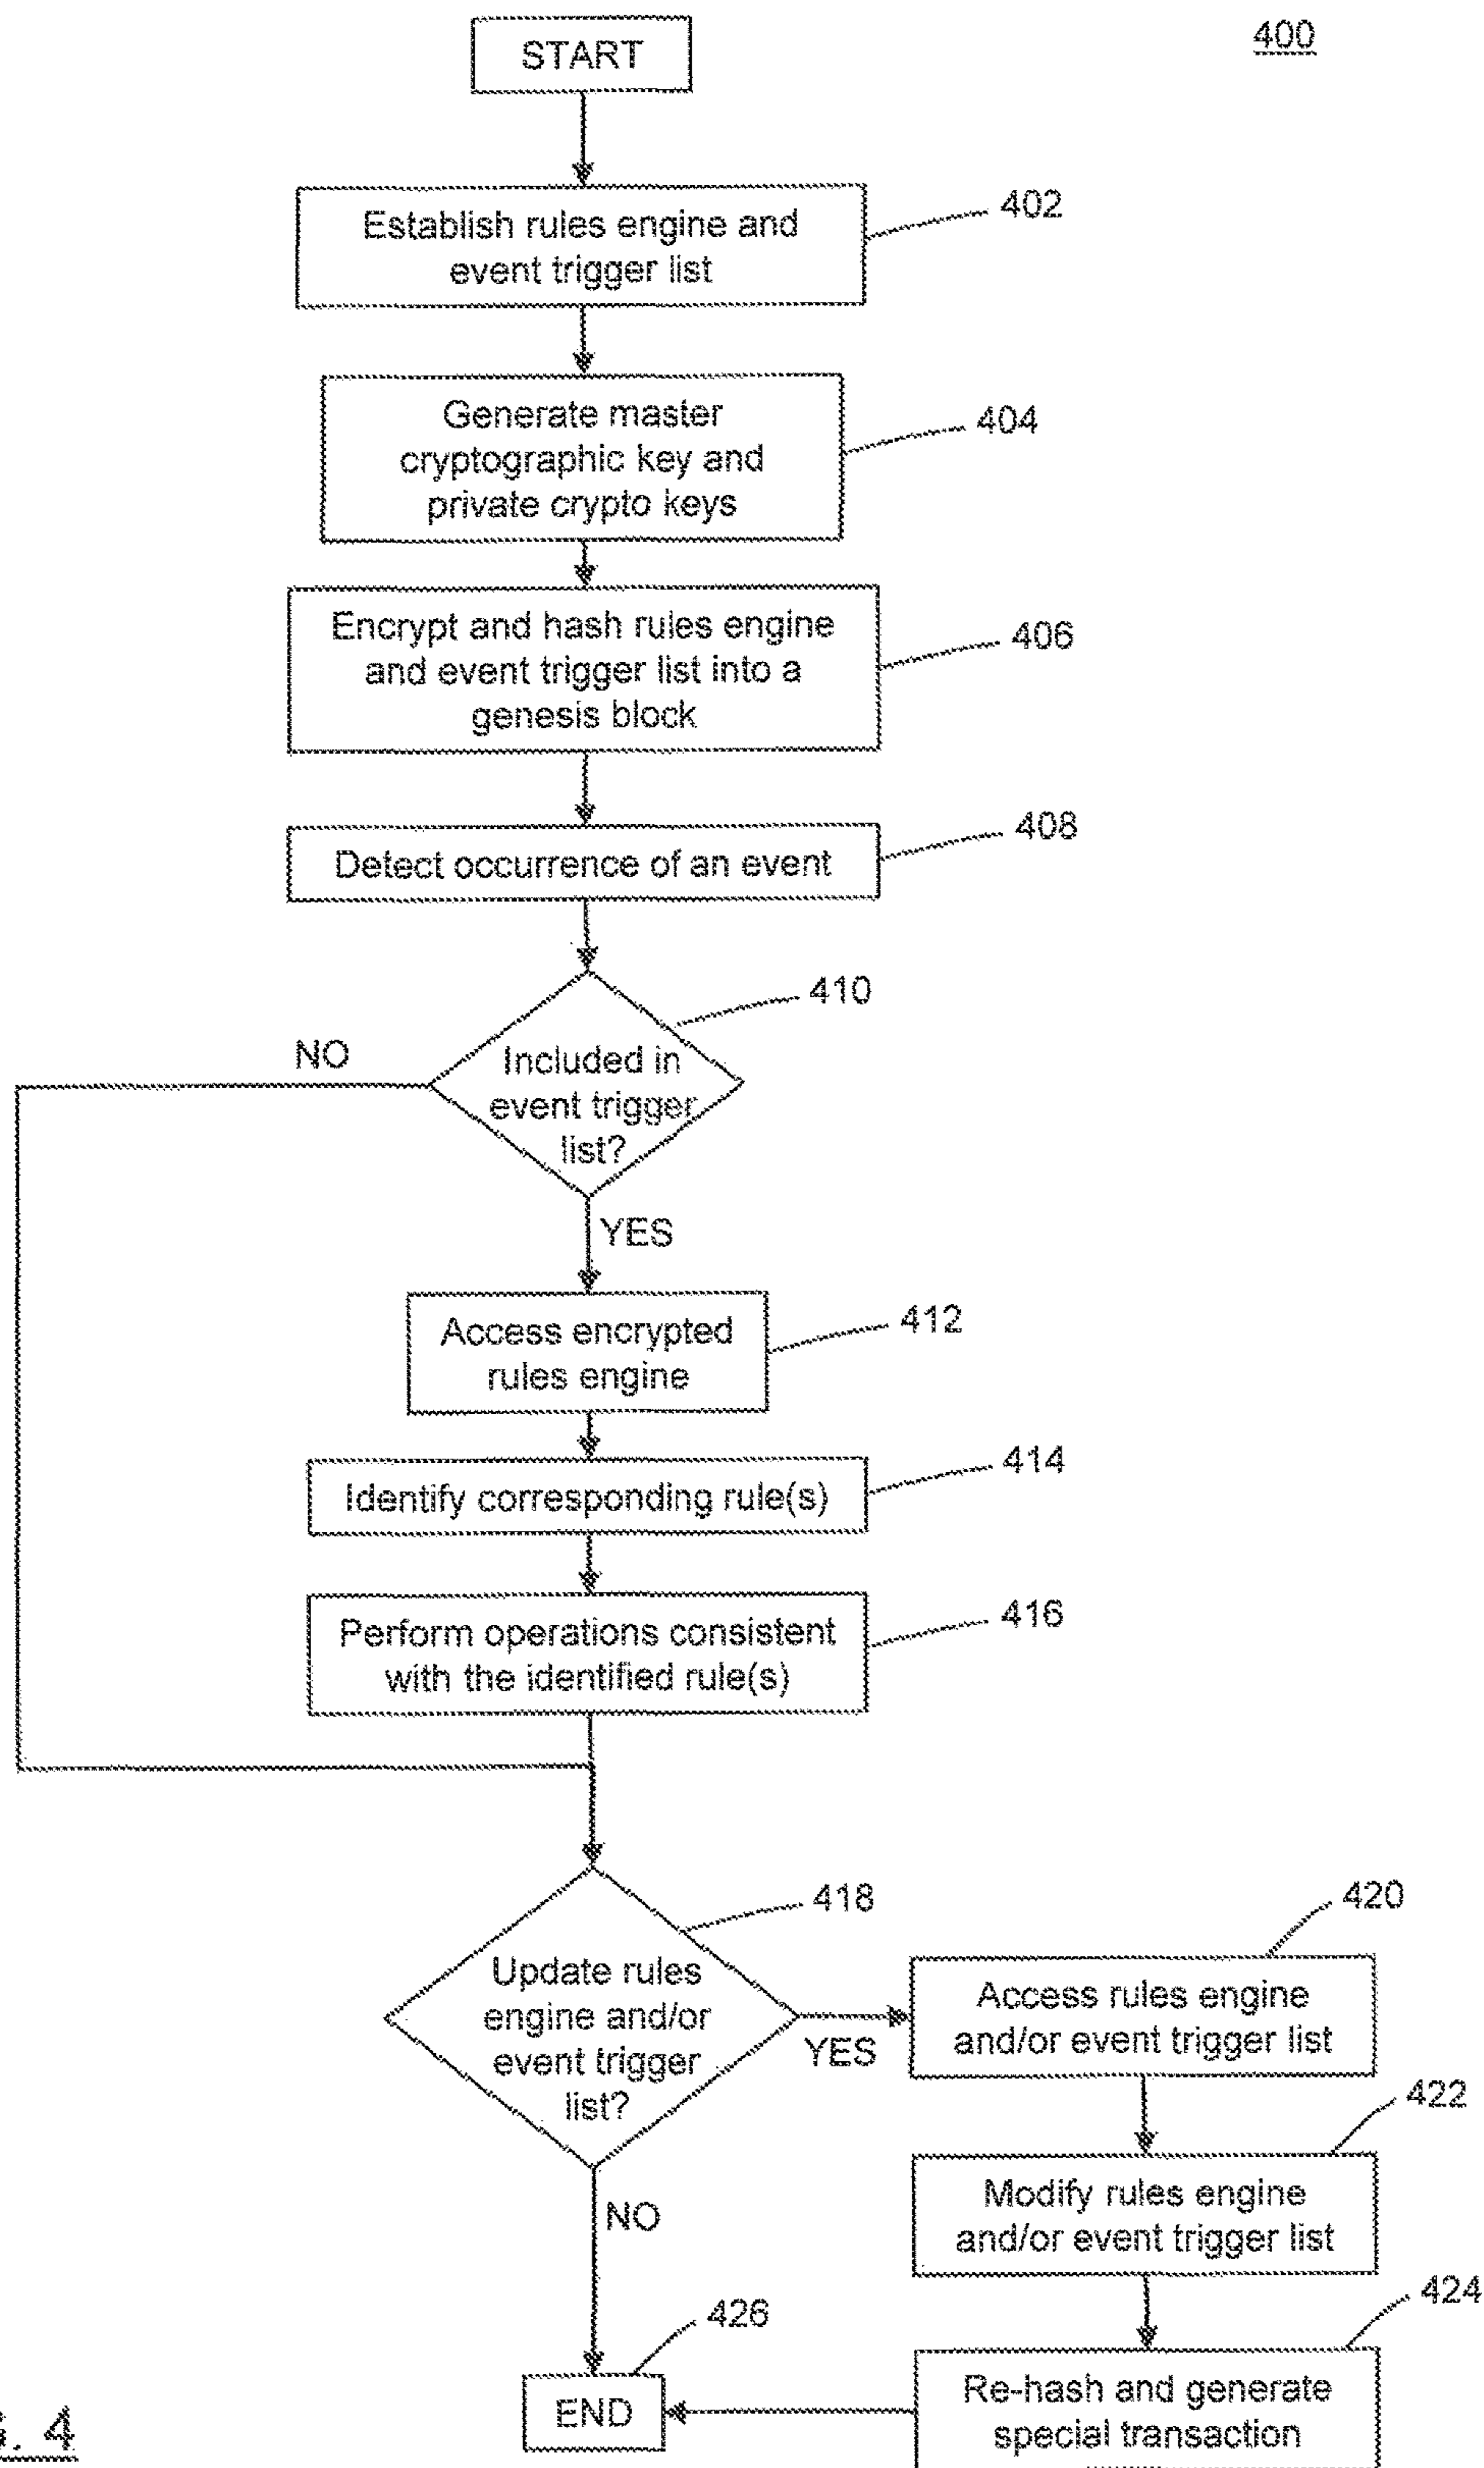 400
START
Establish rules engine and
event trigger list
402
Generate master
cryptographic key and
private crypto keys
404
Encrypt and hash rules engine
and event trigger list into a
genesis block
406
Detect occurrence of an event
408
Included in
event trigger
list?
410
NO
YES
Access encrypted
rules engine
412
Identify corresponding rule(s)
414
Perform operations consistent
with the identified rule(s)
416
Update rules
engine and/or
event trigger
list?
418
YES
NO
Access rules engine
and/or event trigger list
420
Modify rules engine
and/or event trigger list
422
Re-hash and generate
special transaction
424
END
426
4